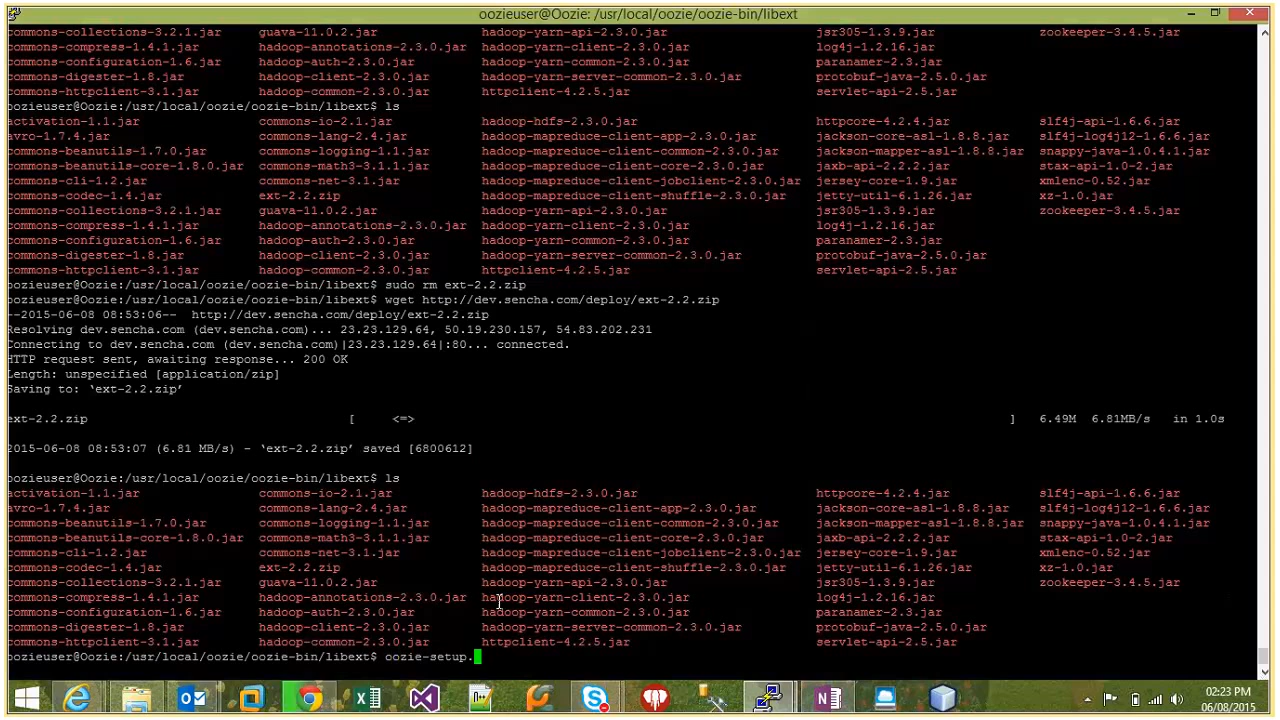 oozieuser@Oozie: /usr/local/oozie/oozie-bin/libext
commons-collections-3.2.1.jar guava-11.0.2.jar hadoop-yarn-api-2.3.0.jar jsr305-1.3.9.jar zookeeper-3.4.5.jar
commons-compress-1.4.1.jar hadoop-annotations-2.3.0.jar hadoop-yarn-client-2.3.0.jar log4j-1.2.16.jar
commons-configuration-1.6.jar hadoop-auth-2.3.0.jar hadoop-yarn-common-2.3.0.jar paranamer-2.3.jar
commons-digester-1.8.jar hadoop-client-2.3.0.jar hadoop-yarn-server-common-2.3.0.jar protobuf-java-2.5.0.jar
commons-httpclient-3.1.jar hadoop-common-2.3.0.jar httpclient-4.2.5.jar servlet-api-2.5.jar
oozieuser@Oozie:/usr/local/oozie/oozie-bin/libext$ ls
activation-1.1.jar commons-io-2.1.jar hadoop-hdfs-2.3.0.jar httpcore-4.2.4.jar slf4j-api-1.6.6.jar
avro-1.7.4.jar commons-lang-2.4.jar hadoop-mapreduce-client-app-2.3.0.jar jackson-core-asl-1.8.8.jar slf4j-log4j12-1.6.6.jar
commons-beanutils-1.7.0.jar commons-logging-1.1.jar hadoop-mapreduce-client-common-2.3.0.jar jackson-mapper-asl-1.8.8.jar snappy-java-1.0.4.1.jar
commons-beanutils-core-1.8.0.jar commons-math3-3.1.1.jar hadoop-mapreduce-client-core-2.3.0.jar jaxb-api-2.2.2.jar stax-api-1.0-2.jar
commons-cli-1.2.jar commons-net-3.1.jar hadoop-mapreduce-client-jobclient-2.3.0.jar jersey-core-1.9.jar xmlenc-0.52.jar
commons-codec-1.4.jar ext-2.2.zip hadoop-mapreduce-client-shuffle-2.3.0.jar jetty-util-6.1.26.jar xz-1.0.jar
commons-collections-3.2.1.jar guava-11.0.2.jar hadoop-yarn-api-2.3.0.jar jsr305-1.3.9.jar zookeeper-3.4.5.jar
commons-compress-1.4.1.jar hadoop-annotations-2.3.0.jar hadoop-yarn-client-2.3.0.jar log4j-1.2.16.jar
commons-configuration-1.6.jar hadoop-auth-2.3.0.jar hadoop-yarn-common-2.3.0.jar paranamer-2.3.jar
commons-digester-1.8.jar hadoop-client-2.3.0.jar hadoop-yarn-server-common-2.3.0.jar protobuf-java-2.5.0.jar
commons-httpclient-3.1.jar hadoop-common-2.3.0.jar httpclient-4.2.5.jar servlet-api-2.5.jar
oozieuser@Oozie:/usr/local/oozie/oozie-bin/libext$ sudo rm ext-2.2.zip
oozieuser@Oozie:/usr/local/oozie/oozie-bin/libext$ wget http://dev.sencha.com/deploy/ext-2.2.zip
--2015-06-08 08:53:06-- http://dev.sencha.com/deploy/ext-2.2.zip
Resolving dev.sencha.com (dev.sencha.com)... 23.23.129.64, 50.19.230.157, 54.83.202.231
Connecting to dev.sencha.com (dev.sencha.com)|23.23.129.64|:80... connected.
HTTP request sent, awaiting response... 200 OK
Length: unspecified [application/zip]
Saving to: ‘ext-2.2.zip’
ext-2.2.zip [ <=> ] 6.49M 6.81MB/s in 1.0s
2015-06-08 08:53:07 (6.81 MB/s) - ‘ext-2.2.zip’ saved [6800612]
oozieuser@Oozie:/usr/local/oozie/oozie-bin/libext$ ls
activation-1.1.jar commons-io-2.1.jar hadoop-hdfs-2.3.0.jar httpcore-4.2.4.jar slf4j-api-1.6.6.jar
avro-1.7.4.jar commons-lang-2.4.jar hadoop-mapreduce-client-app-2.3.0.jar jackson-core-asl-1.8.8.jar slf4j-log4j12-1.6.6.jar
commons-beanutils-1.7.0.jar commons-logging-1.1.jar hadoop-mapreduce-client-common-2.3.0.jar jackson-mapper-asl-1.8.8.jar snappy-java-1.0.4.1.jar
commons-beanutils-core-1.8.0.jar commons-math3-3.1.1.jar hadoop-mapreduce-client-core-2.3.0.jar jaxb-api-2.2.2.jar stax-api-1.0-2.jar
commons-cli-1.2.jar commons-net-3.1.jar hadoop-mapreduce-client-jobclient-2.3.0.jar jersey-core-1.9.jar xmlenc-0.52.jar
commons-codec-1.4.jar ext-2.2.zip hadoop-mapreduce-client-shuffle-2.3.0.jar jetty-util-6.1.26.jar xz-1.0.jar
commons-collections-3.2.1.jar guava-11.0.2.jar hadoop-yarn-api-2.3.0.jar jsr305-1.3.9.jar zookeeper-3.4.5.jar
commons-compress-1.4.1.jar hadoop-annotations-2.3.0.jar hadoop-yarn-client-2.3.0.jar log4j-1.2.16.jar
commons-configuration-1.6.jar hadoop-auth-2.3.0.jar hadoop-yarn-common-2.3.0.jar paranamer-2.3.jar
commons-digester-1.8.jar hadoop-client-2.3.0.jar hadoop-yarn-server-common-2.3.0.jar protobuf-java-2.5.0.jar
commons-httpclient-3.1.jar hadoop-common-2.3.0.jar httpclient-4.2.5.jar servlet-api-2.5.jar
oozieuser@Oozie:/usr/local/oozie/oozie-bin/libext$ oozie-setup.
02:23 PM
06/08/2015